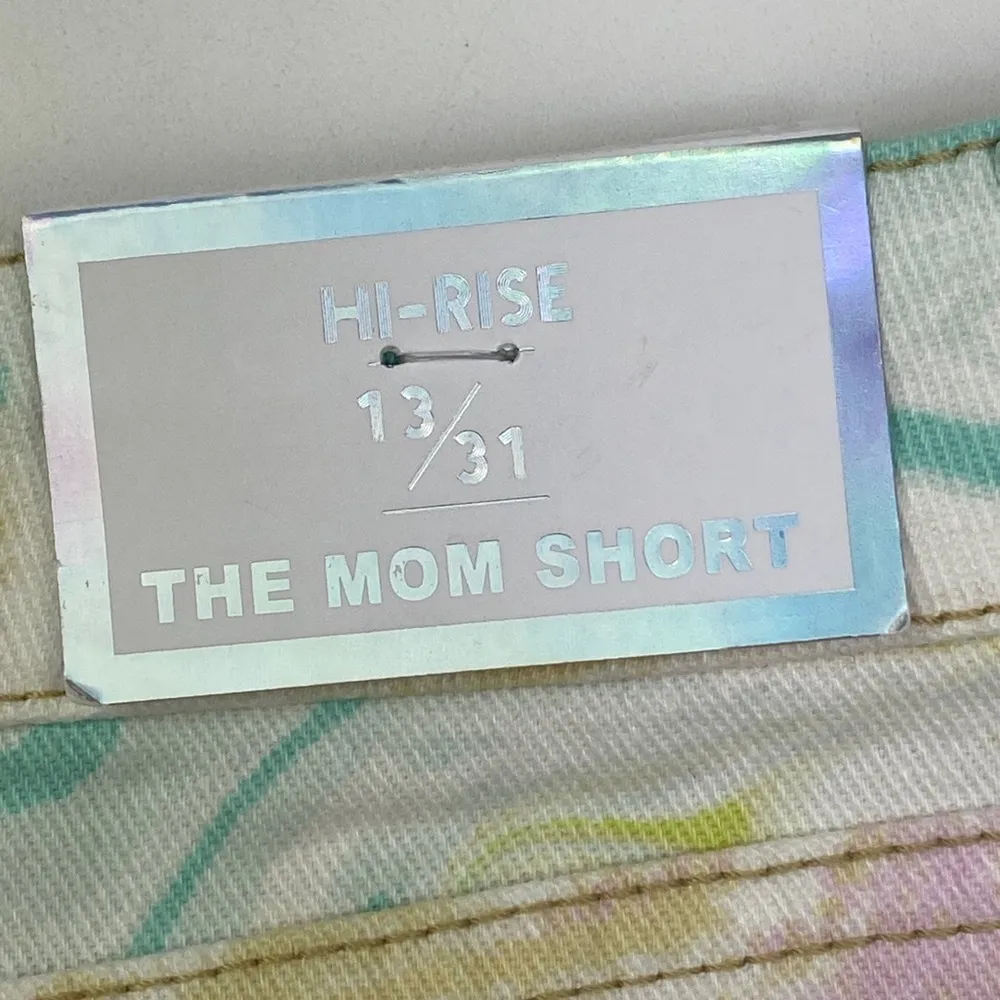 HI-RISE
13/31
THE MOM SHORT